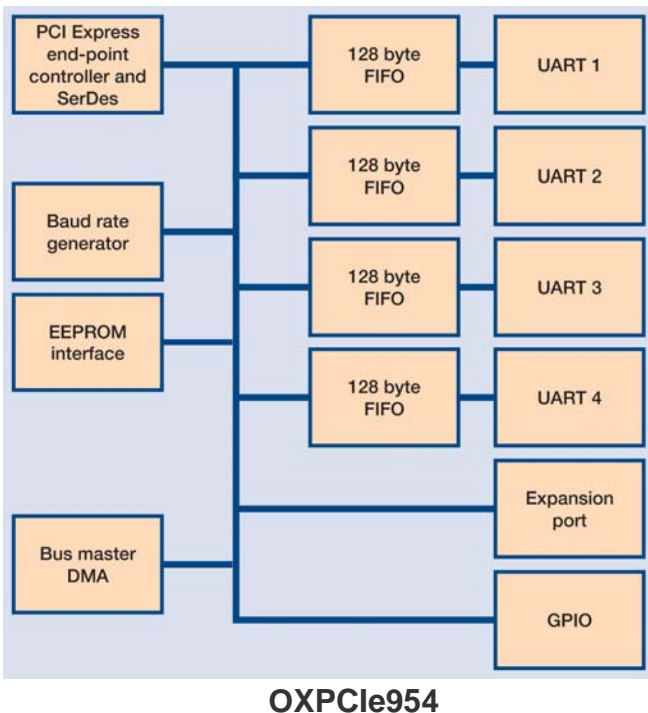 PCI Express
end-point
controller and
SerDes
128 byte
FIFO
UART 1
128 byte
FIFO
UART 2
Baud rate
generator
128 byte
FIFO
UART 3
EEPROM
interface
128 byte
FIFO
UART 4
Expansion
port
Bus master
DMA
GPIO
OXPCIe954